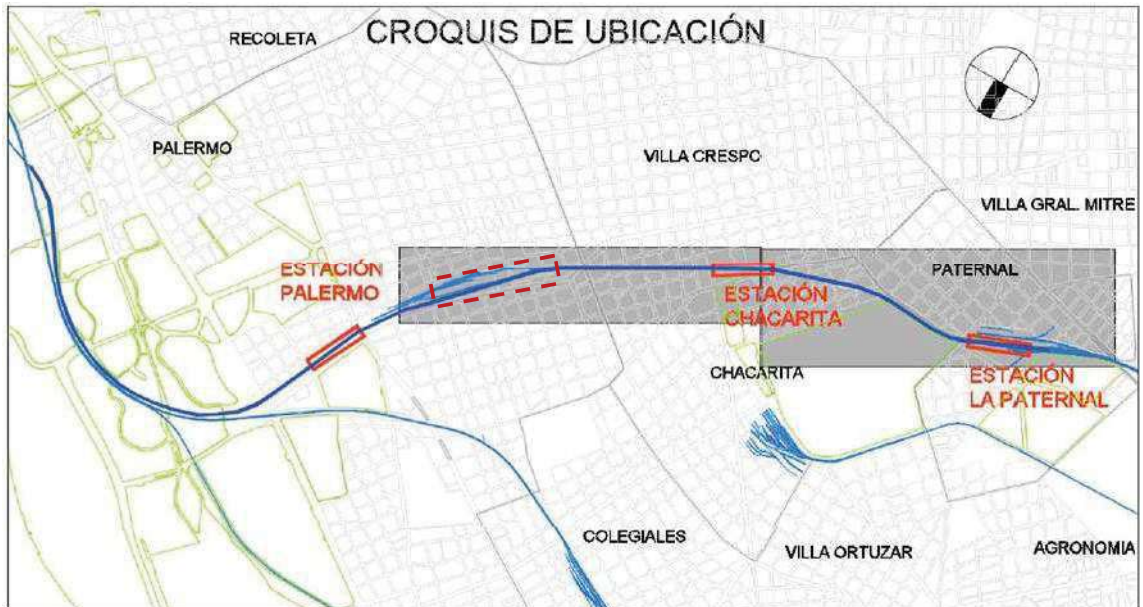 CROQUIS DE UBICACIÓN
RECOLETA
PALERMO
VILLA CRESPO
VILLA GRAL. MITRE
ESTACIÓN
PALERMO
PATERNAL
ESTACIÓN
CHACARITA
CHACARITA
ESTACIÓN
LA PATERNAL
COLEGIALES
VILLA ORTUZAR
AGRONOMIA